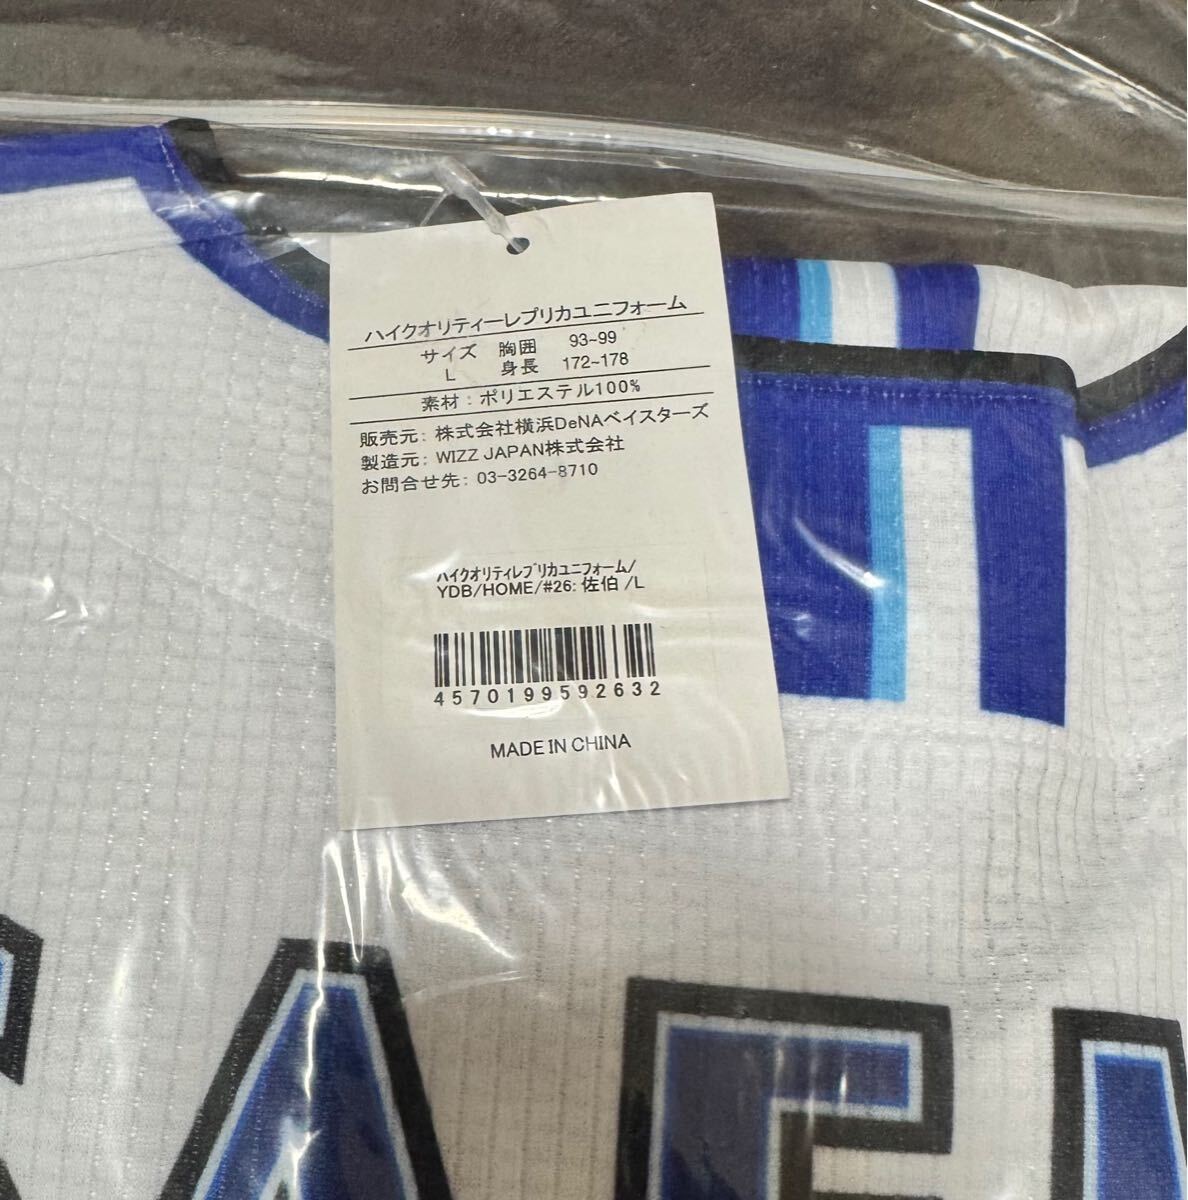 ハイクオリティーレプリカユニフォーム
サイズ 胸囲 93~99
L 身長 172~178
素材：ポリエステル100%
販売元：株式会社横浜DeNAベイスターズ
製造元：WIZZ JAPAN株式会社
お問合せ先：03-3264-8710
ﾊｲｸｵﾘﾃｨﾚﾌﾟﾘｶﾕﾆﾌｫｰﾑ/
YDB/HOME/#26: 佐伯 /L
4570199592632
MADE IN CHINA
SAE